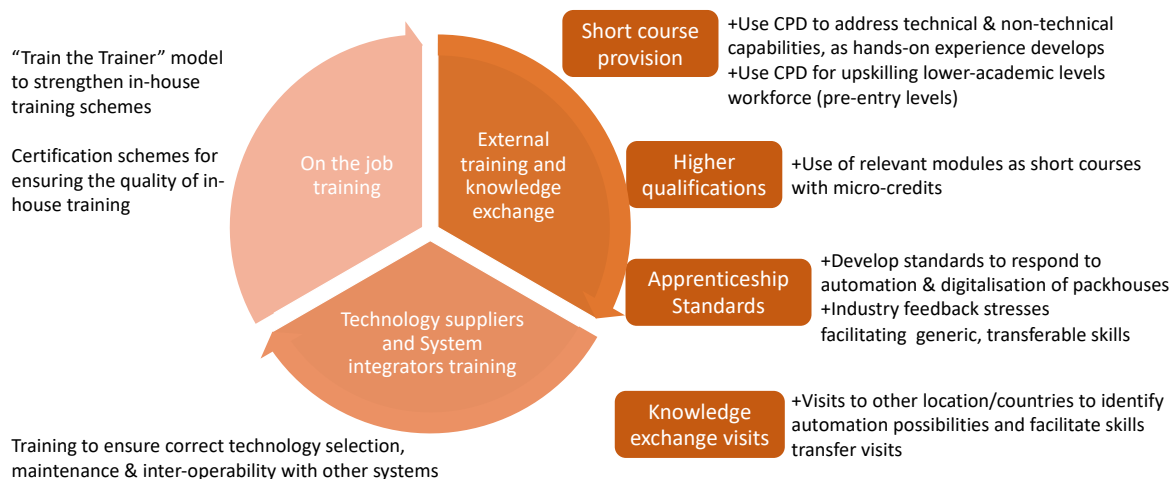 “Train the Trainer” model
to strengthen in-house
training schemes
Certification schemes for
ensuring the quality of in-
house training
On the job
training
External
training and
knowledge
exchange
Technology suppliers
and System
integrators training
Training to ensure correct technology selection,
maintenance & inter-operability with other systems
Short course
provision
+Use CPD to address technical & non-technical
capabilities, as hands-on experience develops
+Use CPD for upskilling lower-academic levels
workforce (pre-entry levels)
Higher
qualifications
+Use of relevant modules as short courses
with micro-credits
Apprenticeship
Standards
+Develop standards to respond to
automation & digitalisation of packhouses
+Industry feedback stresses
facilitating generic, transferable skills
Knowledge
exchange visits
+Visits to other location/countries to identify
automation possibilities and facilitate skills
transfer visits